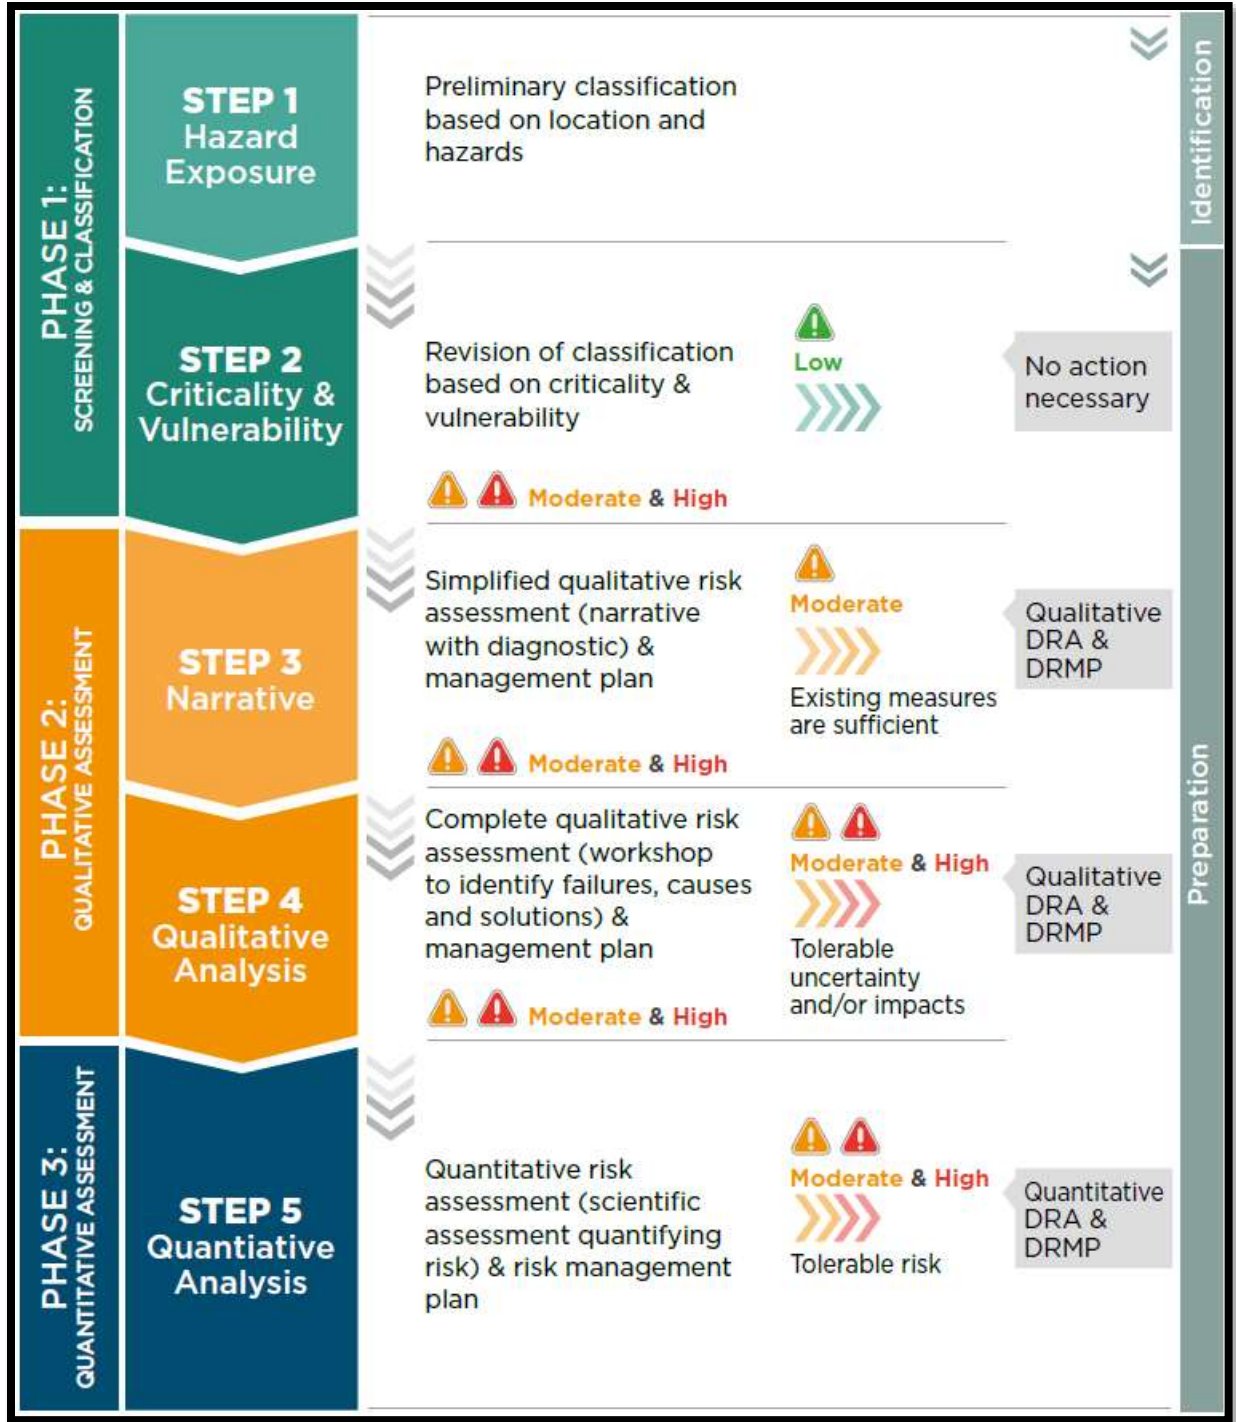 PHASE 1:
SCREENING & CLASSIFICATION
STEP 1
Hazard
Exposure
Preliminary classification
based on location and
hazards
Identification
STEP 2
Criticality &
Vulnerability
Revision of classification
based on criticality &
vulnerability
Moderate & High
Low
No action
necessary
PHASE 2:
QUALITATIVE ASSESSMENT
STEP 3
Narrative
Simplified qualitative risk
assessment (narrative
with diagnostic) &
management plan
Moderate & High
Moderate
Existing measures
are sufficient
Qualitative
DRA &
DRMP
STEP 4
Qualitative
Analysis
Complete qualitative risk
assessment (workshop
to identify failures, causes
and solutions) &
management plan
Moderate & High
Moderate & High
Tolerable
uncertainty
and/or impacts
Qualitative
DRA &
DRMP
Preparation
PHASE 3:
QUANTITATIVE ASSESSMENT
STEP 5
Quantiative
Analysis
Quantitative risk
assessment (scientific
assessment quantifying
risk) & risk management
plan
Moderate & High
Tolerable risk
Quantitative
DRA &
DRMP